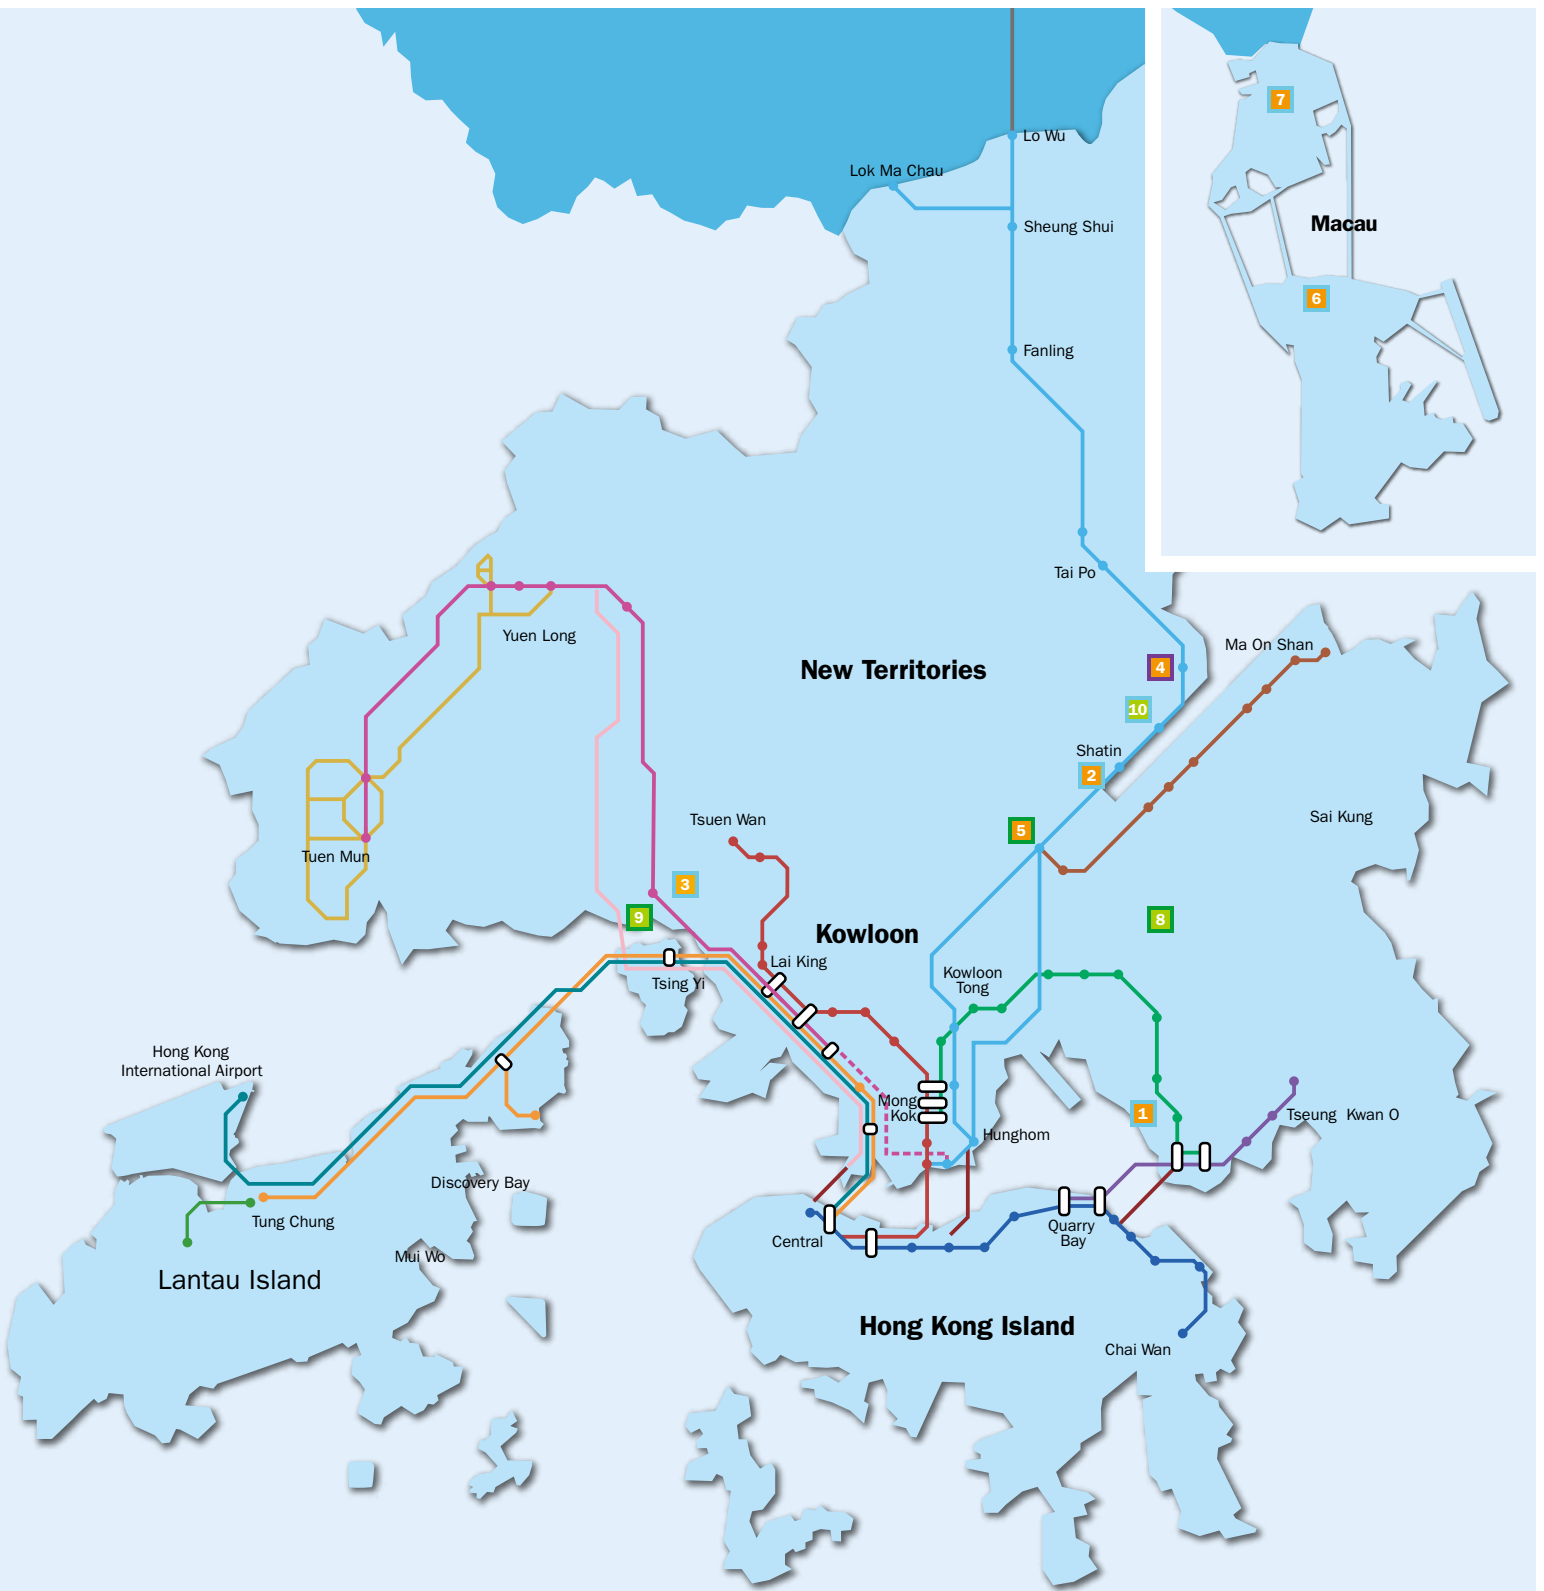 7
Lo Wu
Lok Ma Chau
Sheung Shui
Macau
6
Fanling
Tai Po
Yuen Long
Ma On Shan
New Territories
4
10
Shatin
2
Tsuen Wan
Sai Kung
5
Tuen Mun
3
9
8
Kowloon
Lai King
Kowloon
Tong
Tsing Yi
Hong Kong
International Airport
Mong
Kok
1
Tseung Kwan O
Hunghom
Discovery Bay
Tung Chung
Quarry
Bay
Central
Mui Wo
Lantau Island
Hong Kong Island
Chai Wan